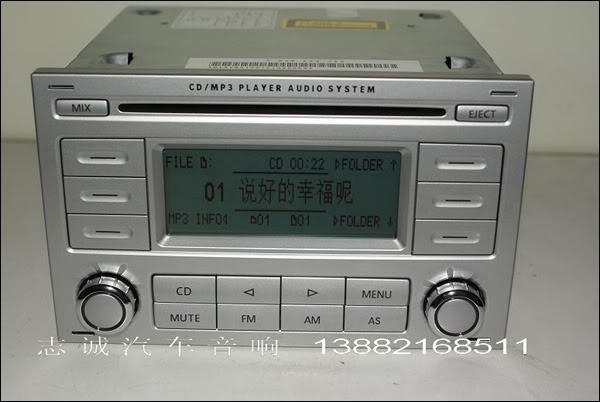 CD/MP3 PLAYER AUDIO SYSTEM
MIX
EJECT
FILE CD 00:22 FOLDER ↑
01 说好的幸福呢
MP3 INFO 01 01 FOLDER ↓
CD ◁ ▷ MENU
MUTE FM AM AS
志诚汽车音响 13882168511